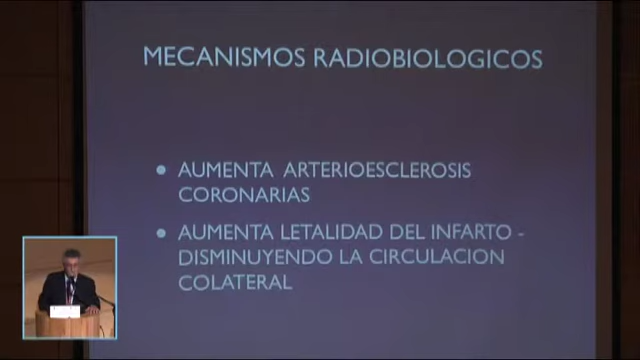 MECANISMOS RADIOBIOLOGICOS
AUMENTA ARTERIOESCLEROSIS
CORONARIAS
AUMENTA LETALIDAD DEL INFARTO -
DISMINUYENDO LA CIRCULACION
COLATERAL